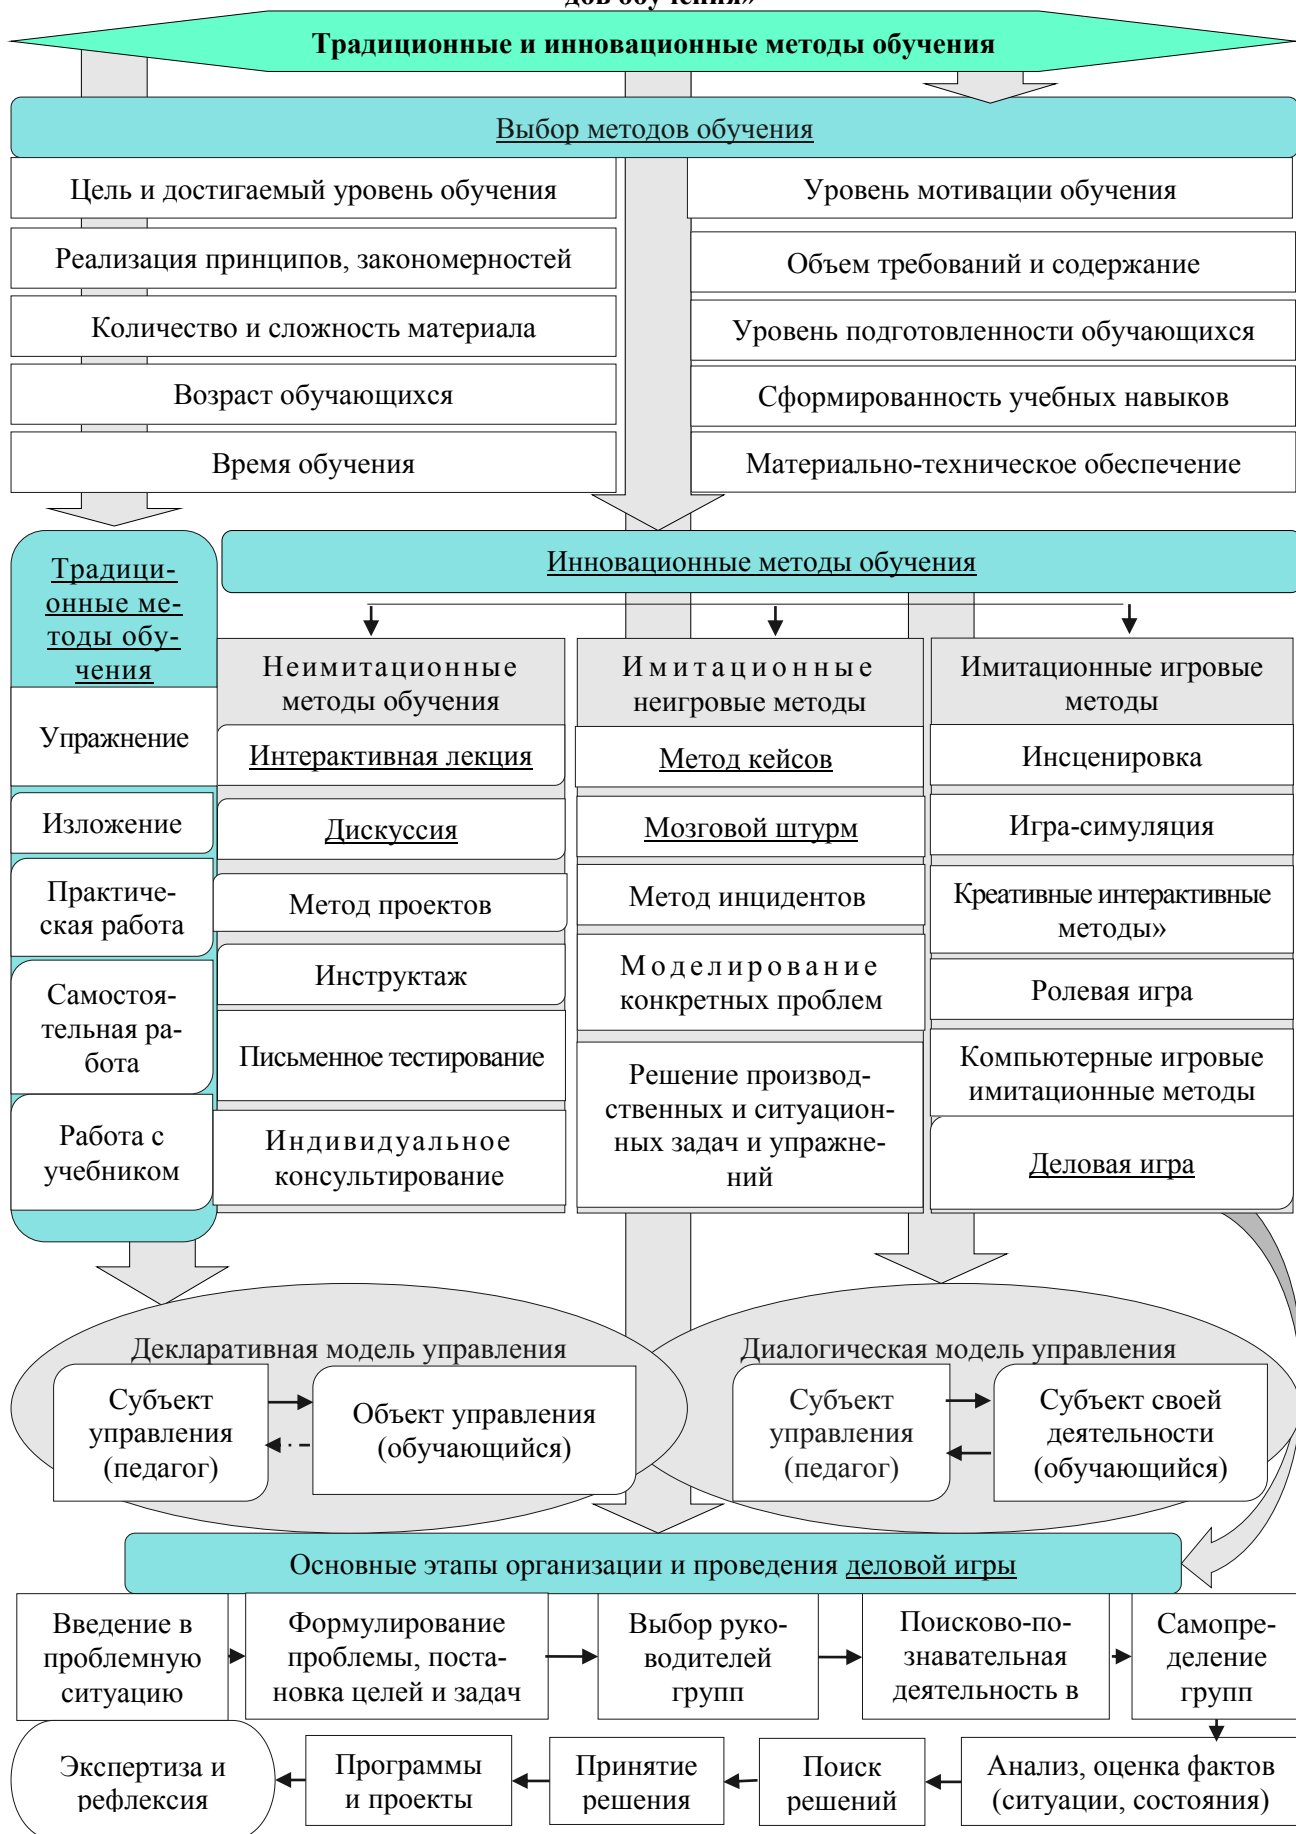 дов обучения»
Традиционные и инновационные методы обучения
Выбор методов обучения
Цель и достигаемый уровень обучения
Уровень мотивации обучения
Реализация принципов, закономерностей
Объем требований и содержание
Количество и сложность материала
Уровень подготовленности обучающихся
Возраст обучающихся
Сформированность учебных навыков
Время обучения
Материально-техническое обеспечение
Традици-
онные ме-
тоды обу-
чения
Упражнение
Изложение
Практиче-
ская работа
Самостоя-
тельная ра-
бота
Работа с
учебником
Инновационные методы обучения
Неимитационные
методы обучения
Интерактивная лекция
Дискуссия
Метод проектов
Инструктаж
Письменное тестирование
Индивидуальное
консультирование
Имитационные
неигровые методы
Метод кейсов
Мозговой штурм
Метод инцидентов
Моделирование
конкретных проблем
Решение производ-
ственных и ситуацион-
ных задач и упражне-
ний
Имитационные игровые
методы
Инсценировка
Игра-симуляция
Креативные интерактивные
методы»
Ролевая игра
Компьютерные игровые
имитационные методы
Деловая игра
Декларативная модель управления
Субъект
управления
(педагог)
Объект управления
(обучающийся)
Диалогическая модель управления
Субъект
управления
(педагог)
Субъект своей
деятельности
(обучающийся)
Основные этапы организации и проведения деловой игры
Введение в
проблемную
ситуацию
Формулирование
проблемы, поста-
новка целей и задач
Выбор руко-
водителей
групп
Поисково-по-
знавательная
деятельность в
Самопре-
деление
групп
Анализ, оценка фактов
(ситуации, состояния)
Поиск
решений
Принятие
решения
Программы
и проекты
Экспертиза и
рефлексия